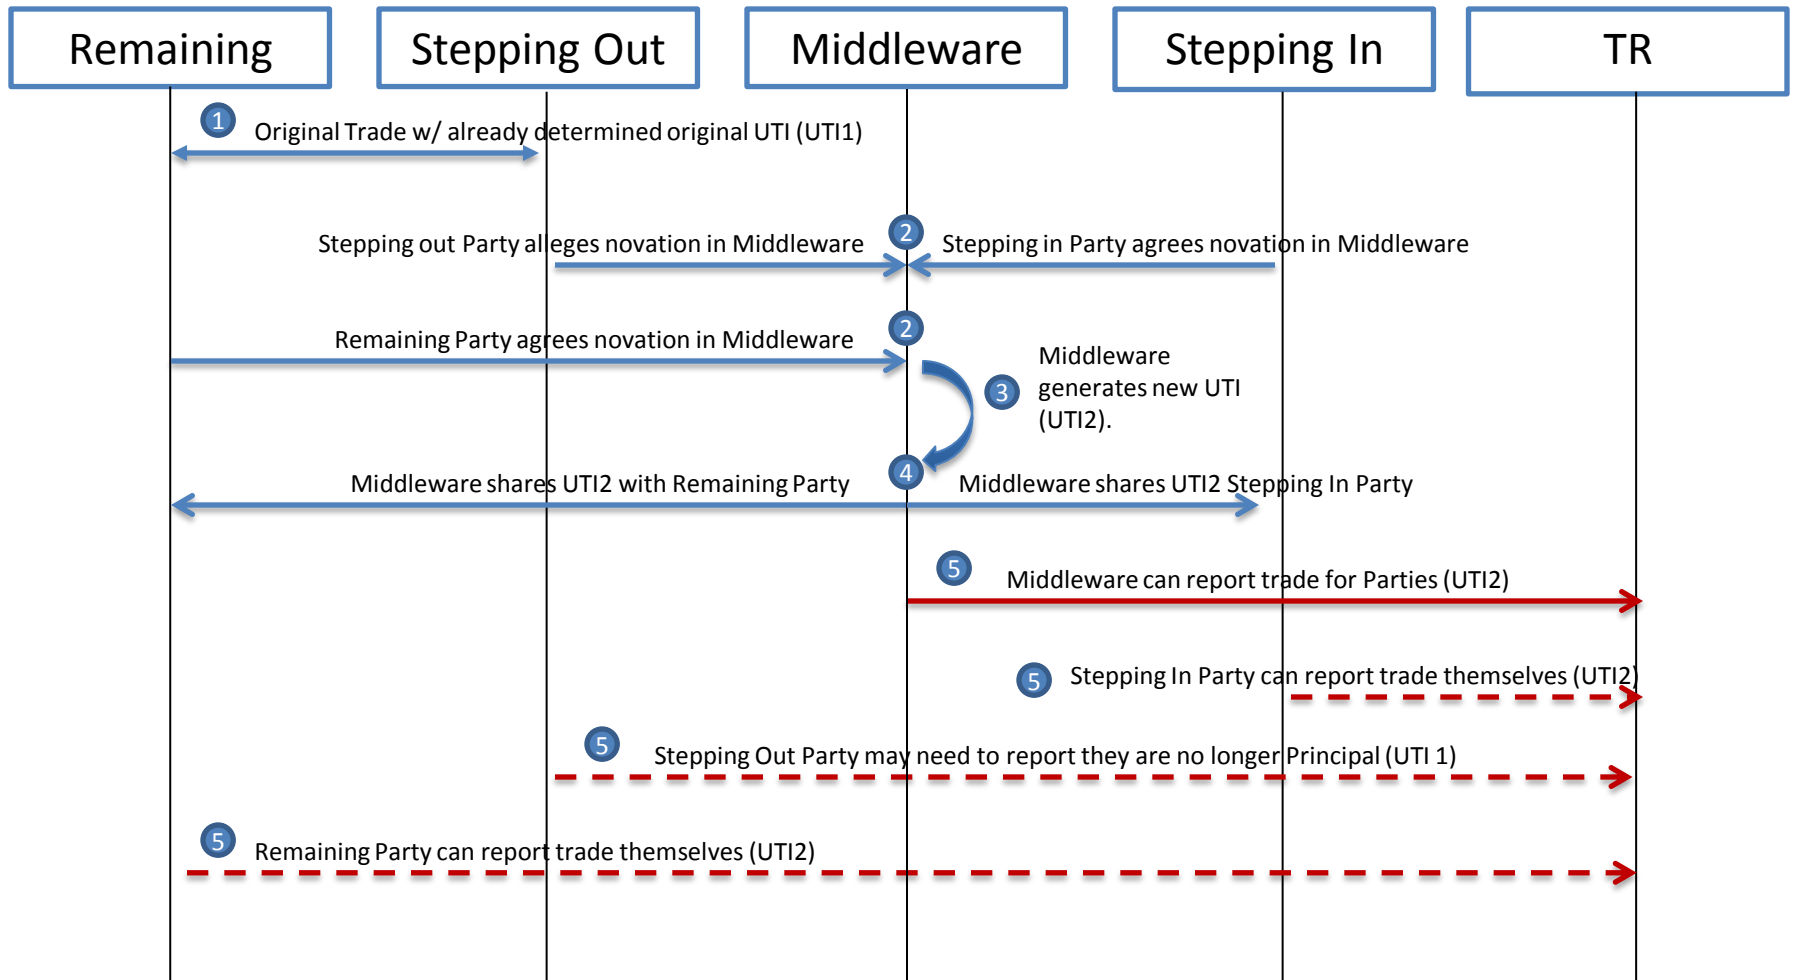 Remaining
Stepping Out
Middleware
Stepping In
TR
1
Original Trade w/ already determined original UTI (UTI1)
2
Stepping out Party alleges novation in Middleware
Stepping in Party agrees novation in Middleware
2
Remaining Party agrees novation in Middleware
3
Middleware
generates new UTI
(UTI2).
4
Middleware shares UTI2 with Remaining Party
Middleware shares UTI2 Stepping In Party
5
Middleware can report trade for Parties (UTI2)
5
Stepping In Party can report trade themselves (UTI2)
5
Stepping Out Party may need to report they are no longer Principal (UTI 1)
5
Remaining Party can report trade themselves (UTI2)